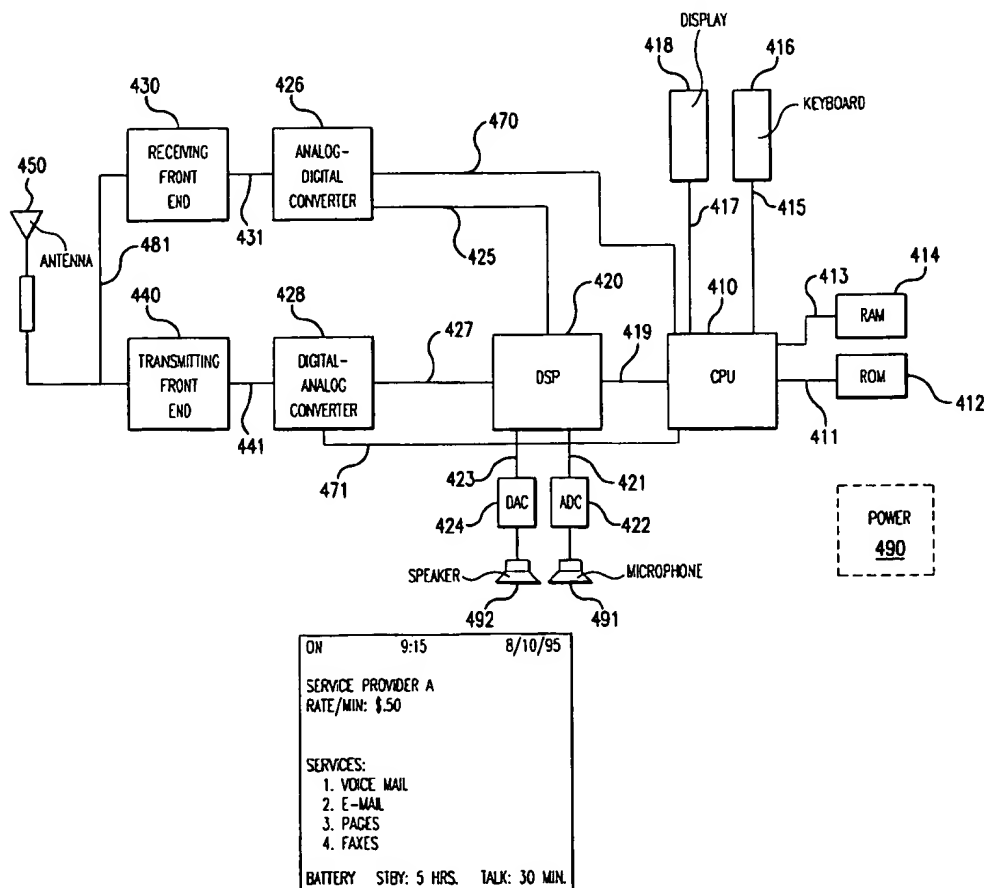 DISPLAY
418
416
KEYBOARD
430
426
470
450
RECEIVING
FRONT
END
ANALOG-
DIGITAL
CONVERTER
417
415
ANTENNA
481
431
425
413
414
440
428
420
410
RAM
427
419
TRANSMITTING
FRONT
END
DIGITAL-
ANALOG
CONVERTER
DSP
CPU
ROM
412
441
411
471
423
421
DAC
ADC
424
422
POWER
490
SPEAKER
MICROPHONE
492
491
ON 9:15 8/10/95
SERVICE PROVIDER A
RATE/MIN: $.50
SERVICES:
1. VOICE MAIL
2. E-MAIL
3. PAGES
4. FAXES
BATTERY STBY: 5 HRS. TALK: 30 MIN.